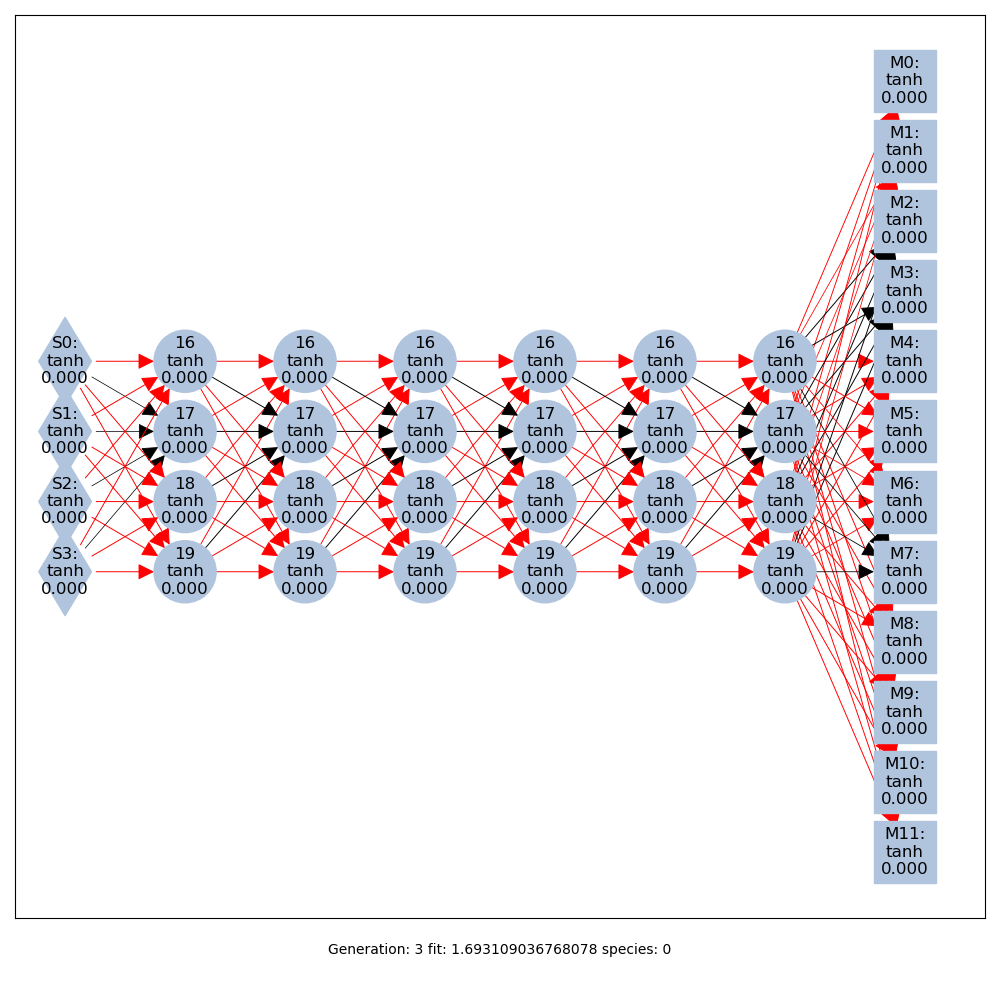 S0:
tanh
0.000
S1:
tanh
0.000
S2:
tanh
0.000
S3:
tanh
0.000
16
tanh
0.000
17
tanh
0.000
18
tanh
0.000
19
tanh
0.000
16
tanh
0.000
17
tanh
0.000
18
tanh
0.000
19
tanh
0.000
16
tanh
0.000
17
tanh
0.000
18
tanh
0.000
19
tanh
0.000
16
tanh
0.000
17
tanh
0.000
18
tanh
0.000
19
tanh
0.000
16
tanh
0.000
17
tanh
0.000
18
tanh
0.000
19
tanh
0.000
16
tanh
0.000
17
tanh
0.000
18
tanh
0.000
19
tanh
0.000
M0:
tanh
0.000
M1:
tanh
0.000
M2:
tanh
0.000
M3:
tanh
0.000
M4:
tanh
0.000
M5:
tanh
0.000
M6:
tanh
0.000
M7:
tanh
0.000
M8:
tanh
0.000
M9:
tanh
0.000
M10:
tanh
0.000
M11:
tanh
0.000
Generation: 3 fit: 1.693109036768078 species: 0